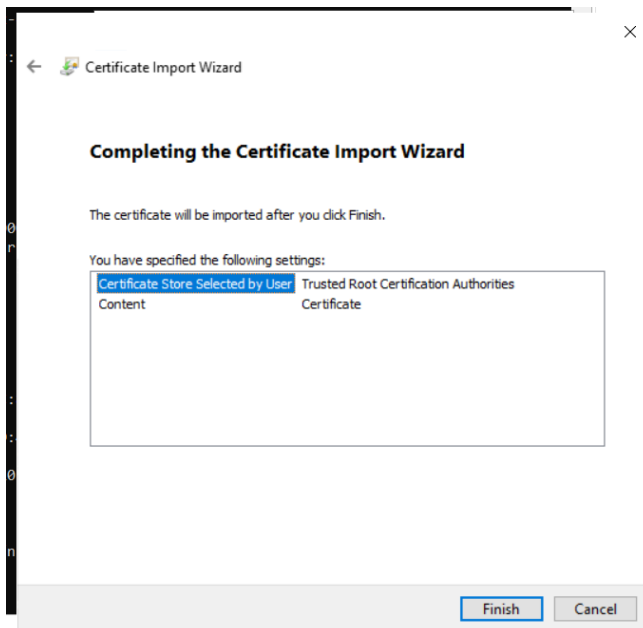 Certificate Import Wizard
Completing the Certificate Import Wizard
The certificate will be imported after you click Finish.
You have specified the following settings:
Certificate Store Selected by User Trusted Root Certification Authorities
Content Certificate
Finish Cancel